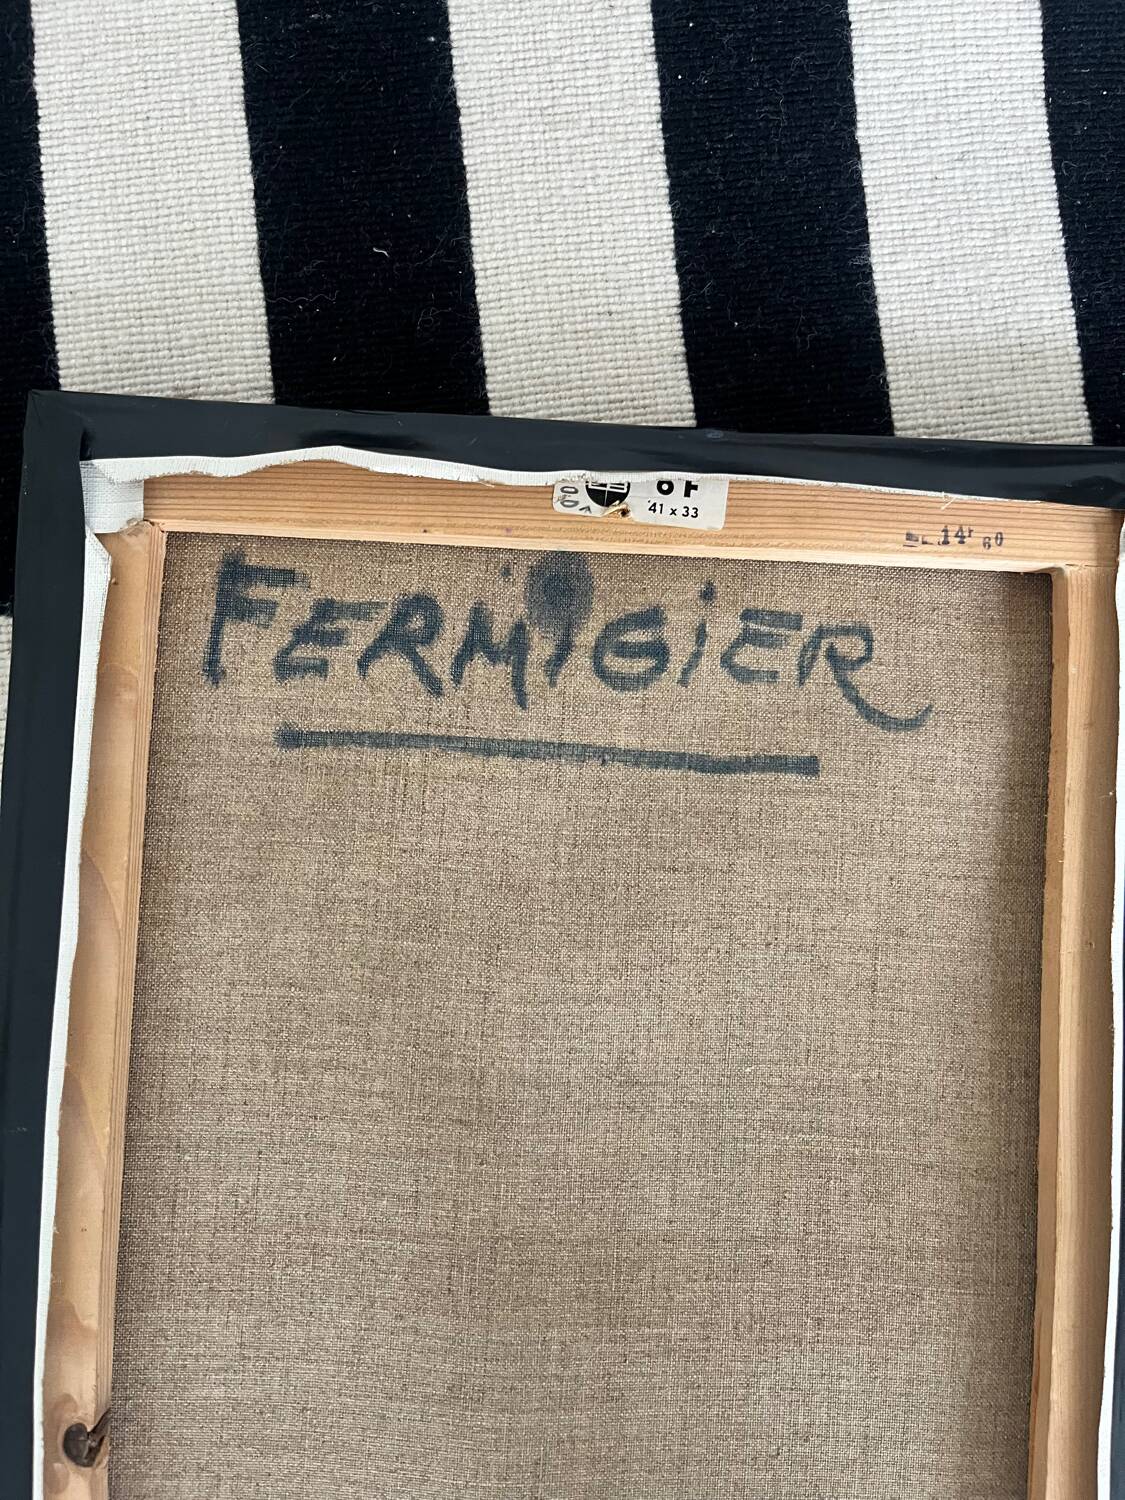 6F
41 x 33
14F 60
FERMiGiER